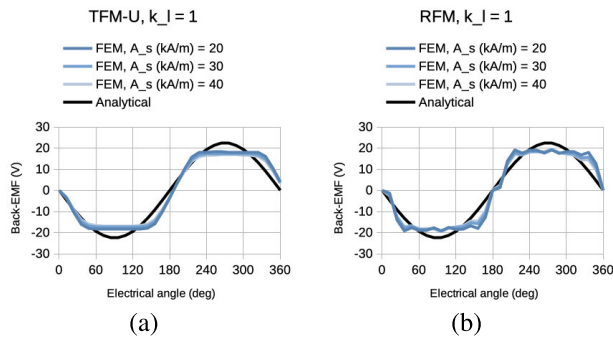 TFM-U, k_l = 1
FEM, A_s (kA/m) = 20
FEM, A_s (kA/m) = 30
FEM, A_s (kA/m) = 40
Analytical
30
20
10
0
-10
-20
-30
Back-EMF (V)
0 60 120 180 240 300 360
Electrical angle (deg)
(a)
RFM, k_l = 1
FEM, A_s (kA/m) = 20
FEM, A_s (kA/m) = 30
FEM, A_s (kA/m) = 40
Analytical
30
20
10
0
-10
-20
-30
Back-EMF (V)
0 60 120 180 240 300 360
Electrical angle (deg)
(b)